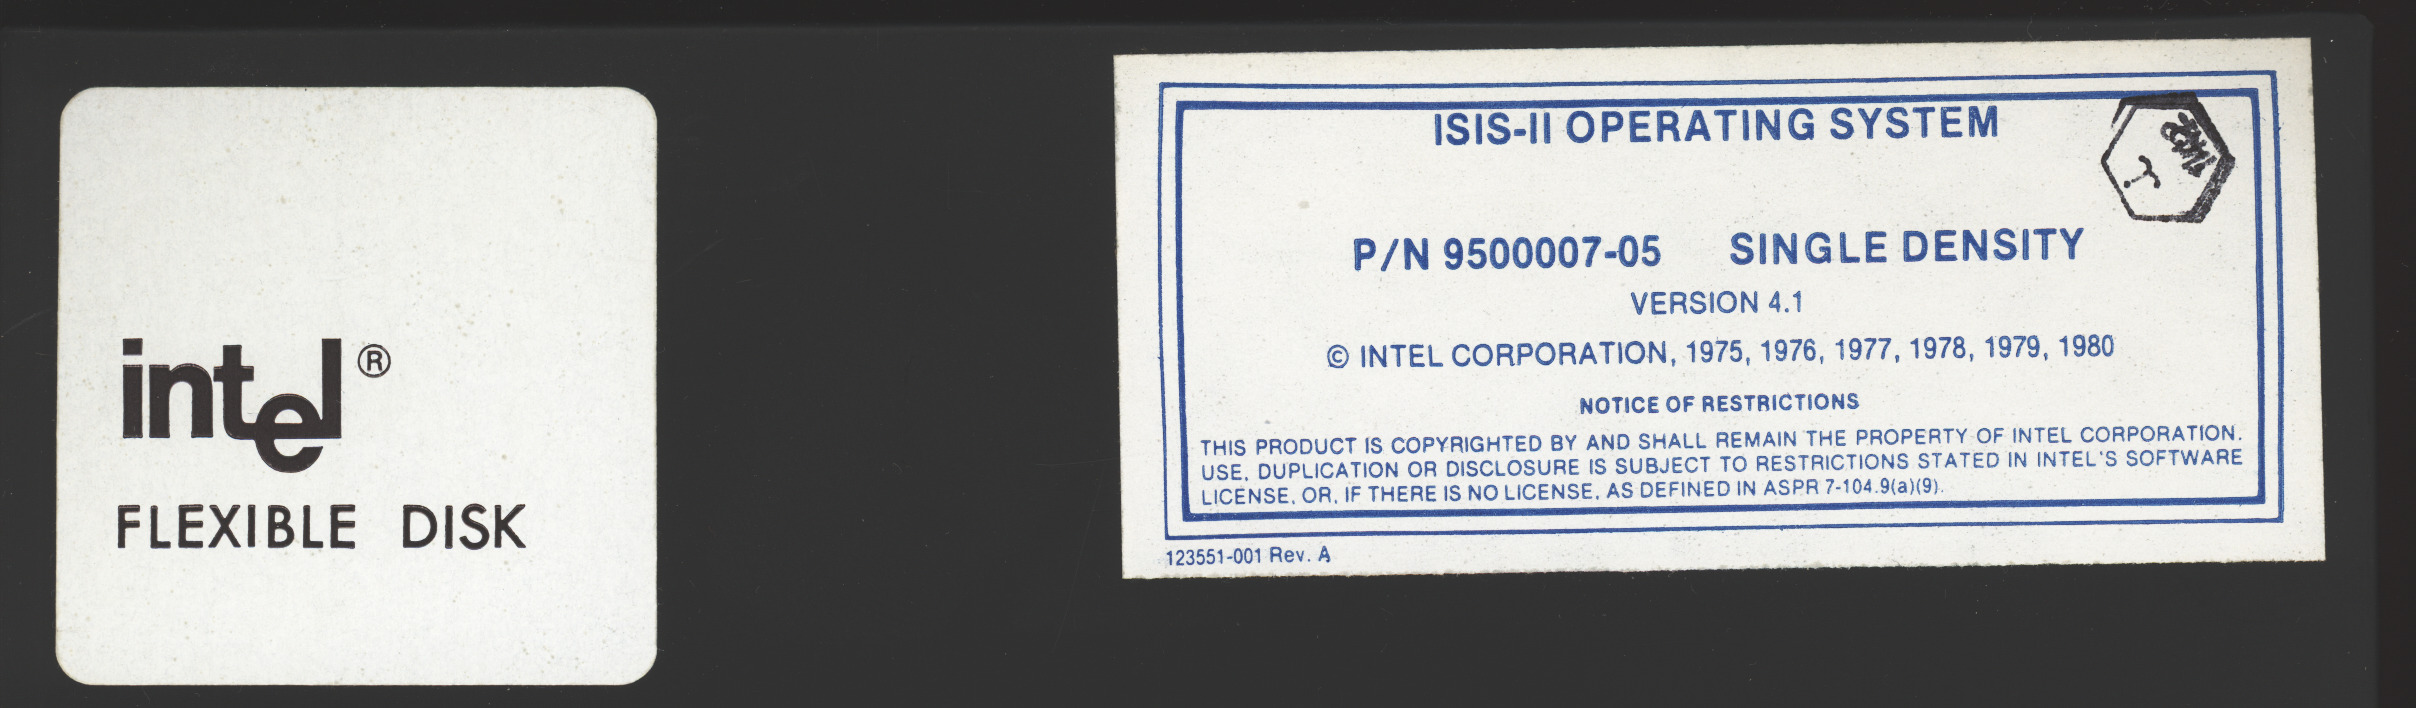 intel®
FLEXIBLE DISK
ISIS-II OPERATING SYSTEM
P/N 9500007-05 SINGLE DENSITY
VERSION 4.1
© INTEL CORPORATION, 1975, 1976, 1977, 1978, 1979, 1980
NOTICE OF RESTRICTIONS
THIS PRODUCT IS COPYRIGHTED BY AND SHALL REMAIN THE PROPERTY OF INTEL CORPORATION.
USE, DUPLICATION OR DISCLOSURE IS SUBJECT TO RESTRICTIONS STATED IN INTEL'S SOFTWARE
LICENSE, OR, IF THERE IS NO LICENSE, AS DEFINED IN ASPR 7-104.9(a)(9).
123551-001 Rev. A